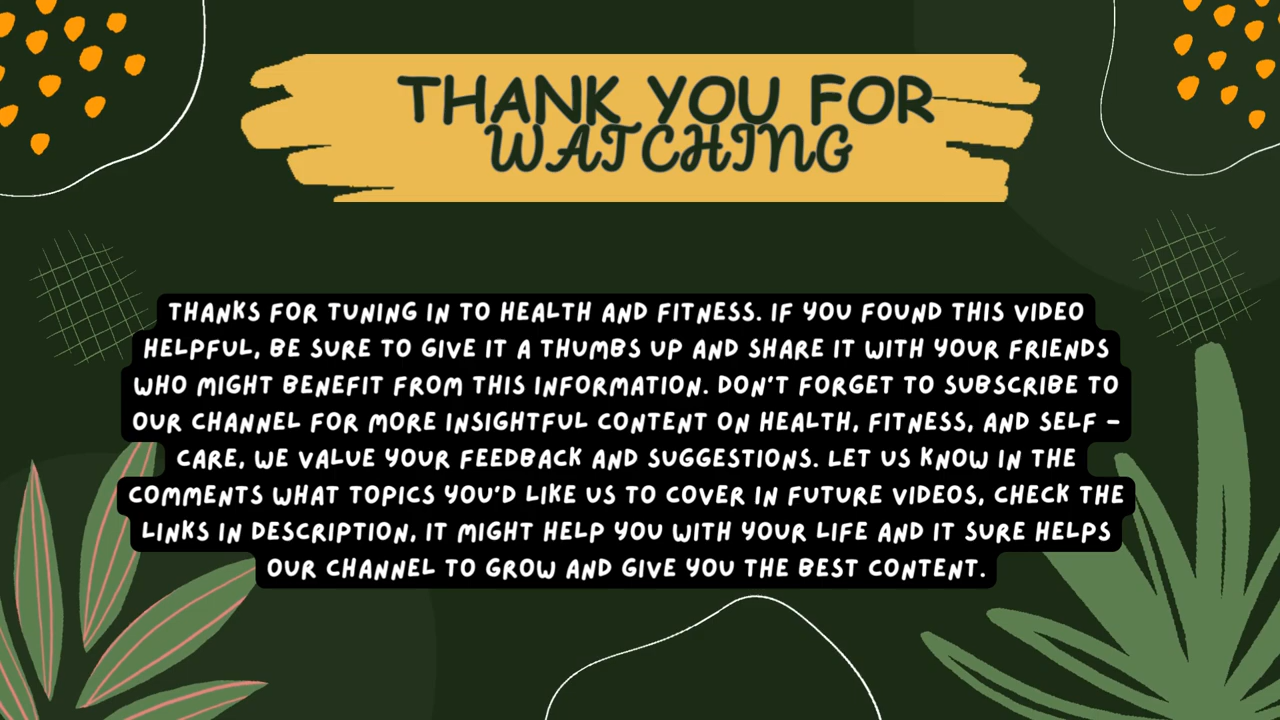 THANK YOU FOR
WATCHING
THANKS FOR TUNING IN TO HEALTH AND FITNESS. IF YOU FOUND THIS VIDEO
HELPFUL, BE SURE TO GIVE IT A THUMBS UP AND SHARE IT WITH YOUR FRIENDS
WHO MIGHT BENEFIT FROM THIS INFORMATION. DON'T FORGET TO SUBSCRIBE TO
OUR CHANNEL FOR MORE INSIGHTFUL CONTENT ON HEALTH, FITNESS, AND SELF -
CARE, WE VALUE YOUR FEEDBACK AND SUGGESTIONS. LET US KNOW IN THE
COMMENTS WHAT TOPICS YOU'D LIKE US TO COVER IN FUTURE VIDEOS, CHECK THE
LINKS IN DESCRIPTION, IT MIGHT HELP YOU WITH YOUR LIFE AND IT SURE HELPS
OUR CHANNEL TO GROW AND GIVE YOU THE BEST CONTENT.